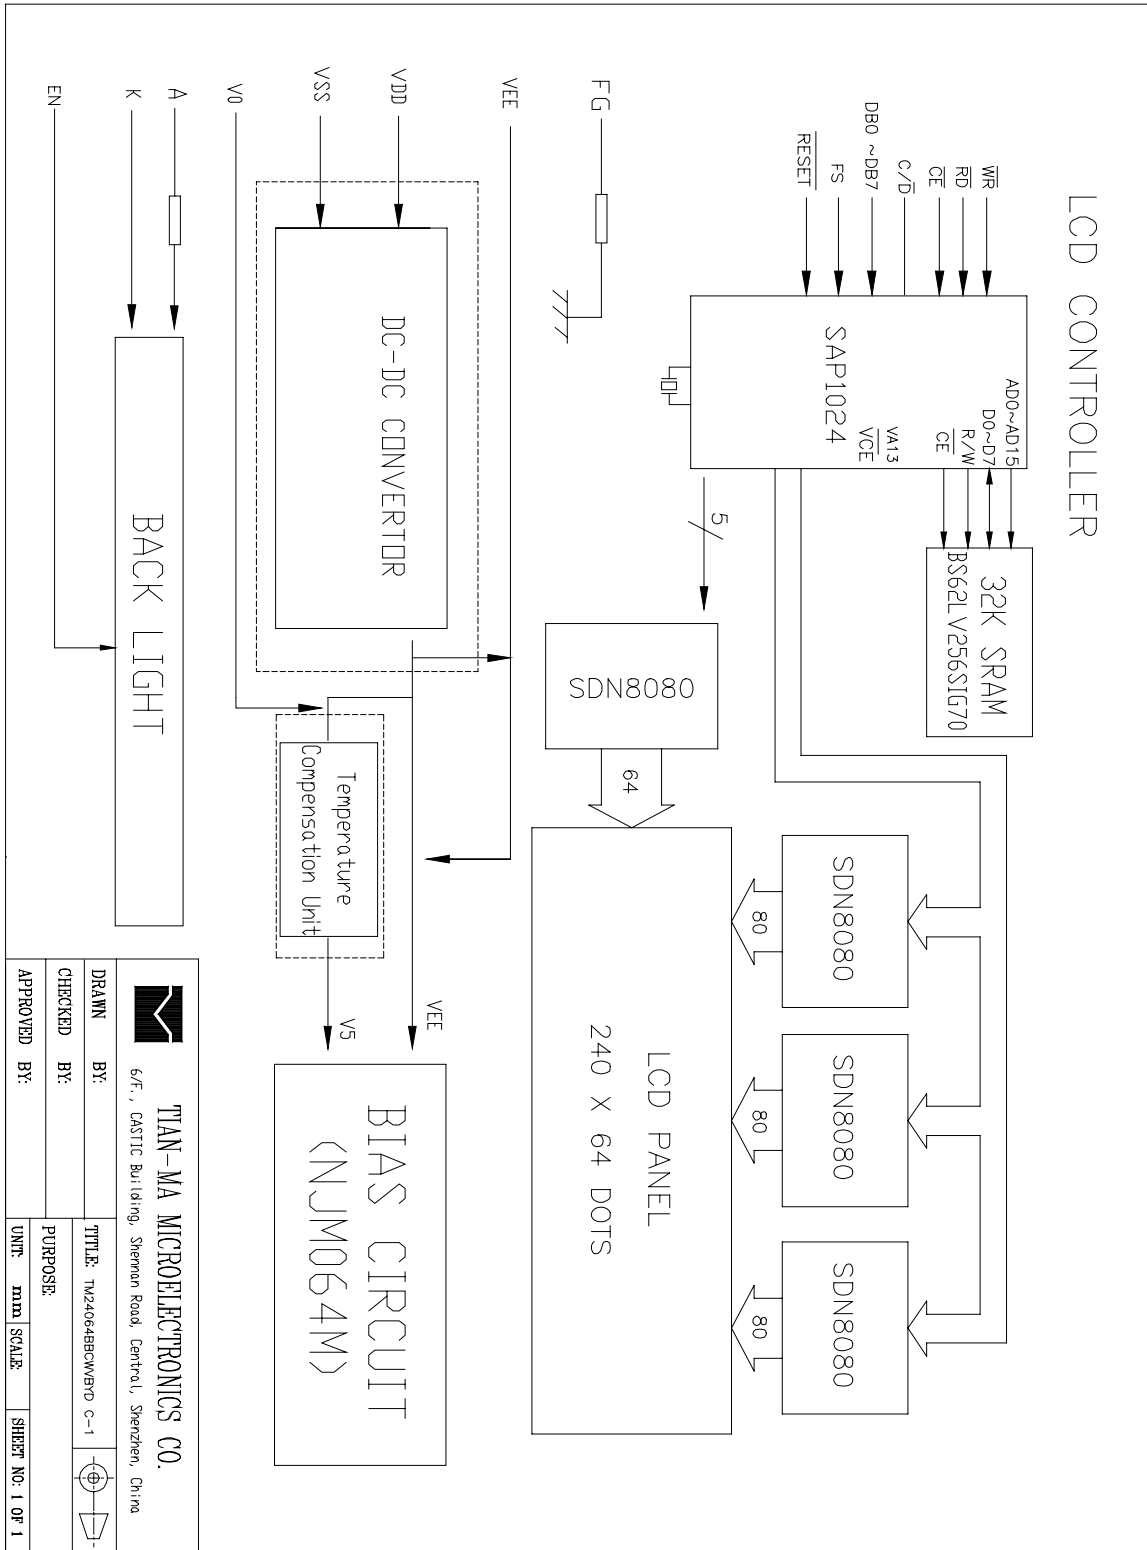 LCD CONTROLLER
WR
RD
CE
C/D
DB0 ~DB7
FS
RESET
SAP1024
AD0~AD15
D0~D7
R/W
CE
VA13
VCE
32K SRAM
BS62LV256SIG70
FG
5
SDN8080
64
SDN8080
SDN8080
SDN8080
80
80
80
LCD PANEL
240 X 64 DOTS
VEE
VDD
VSS
V0
DC-DC CONVERTOR
Temperature
Compensation Unit
VEE
V5
BIAS CIRCUIT
(NJM064M)
A
K
EN
BACK LIGHT
TIAN-MA MICROELECTRONICS CO.
6/F., CASTIC Building, Shennan Road, Central, Shenzhen, China
DRAWN BY:
CHECKED BY:
APPROVED BY:
TITLE: TM24064BBCWVBYD C-1
PURPOSE:
UNIT: mm
SCALE:
SHEET NO: 1 OF 1